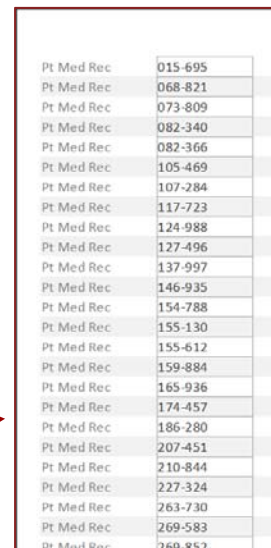 Pt Med Rec 015-695
Pt Med Rec 068-821
Pt Med Rec 073-809
Pt Med Rec 082-340
Pt Med Rec 082-366
Pt Med Rec 105-469
Pt Med Rec 107-284
Pt Med Rec 117-723
Pt Med Rec 124-988
Pt Med Rec 127-496
Pt Med Rec 137-997
Pt Med Rec 146-935
Pt Med Rec 154-788
Pt Med Rec 155-130
Pt Med Rec 155-612
Pt Med Rec 159-884
Pt Med Rec 165-936
Pt Med Rec 174-457
Pt Med Rec 186-280
Pt Med Rec 207-451
Pt Med Rec 210-844
Pt Med Rec 227-324
Pt Med Rec 263-730
Pt Med Rec 269-583
Pt Med Rec 269-852